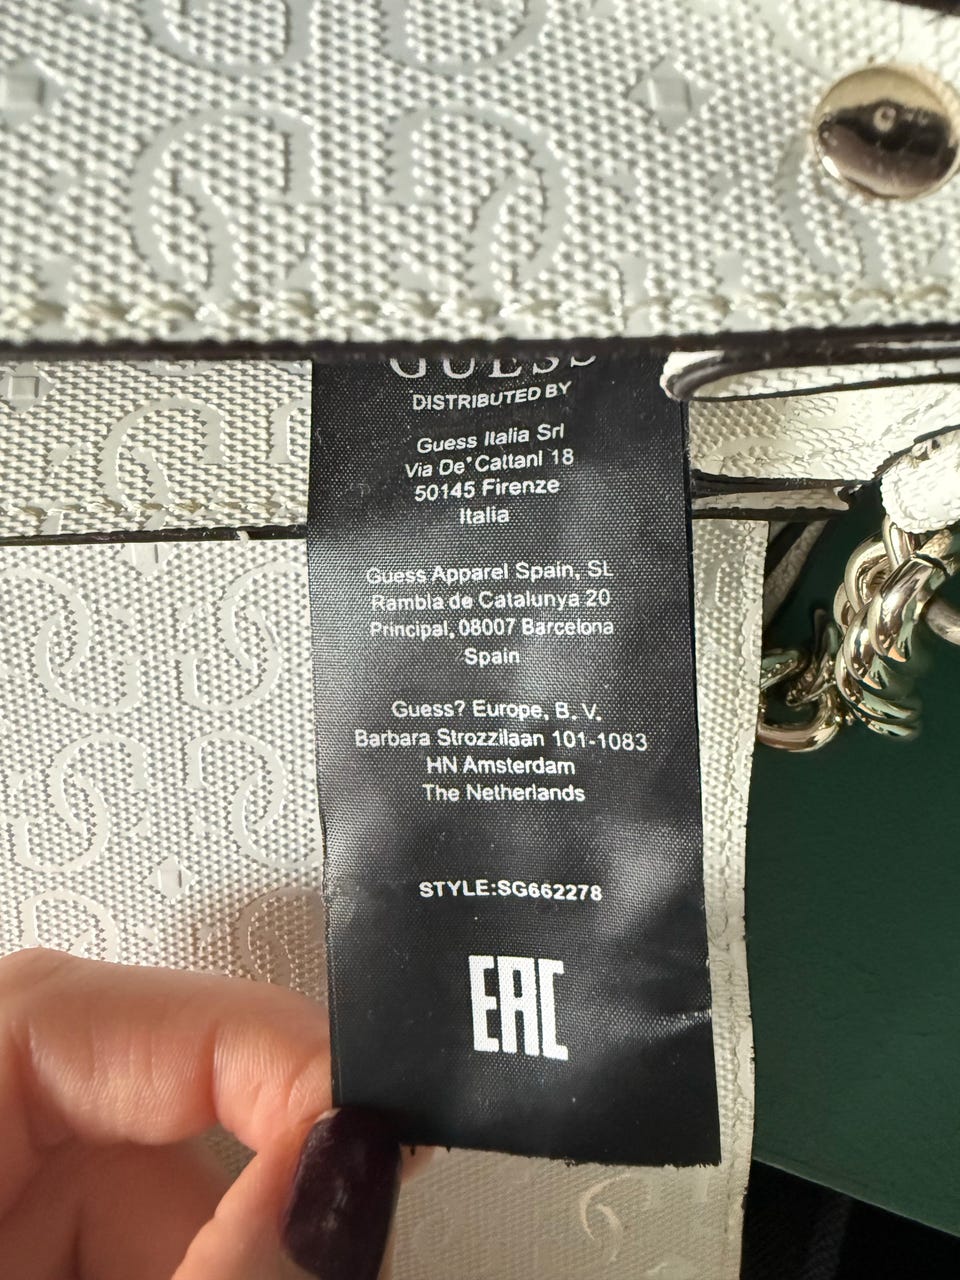 GUESS
DISTRIBUTED BY
Guess Italia Srl
Via De' Cattani 18
50145 Firenze
Italia
Guess Apparel Spain, SL
Rambla de Catalunya 20
Principal, 08007 Barcelona
Spain
Guess? Europe, B.V.
Barbara Strozzilaan 101-1083
HN Amsterdam
The Netherlands
STYLE:SG662278
EAC